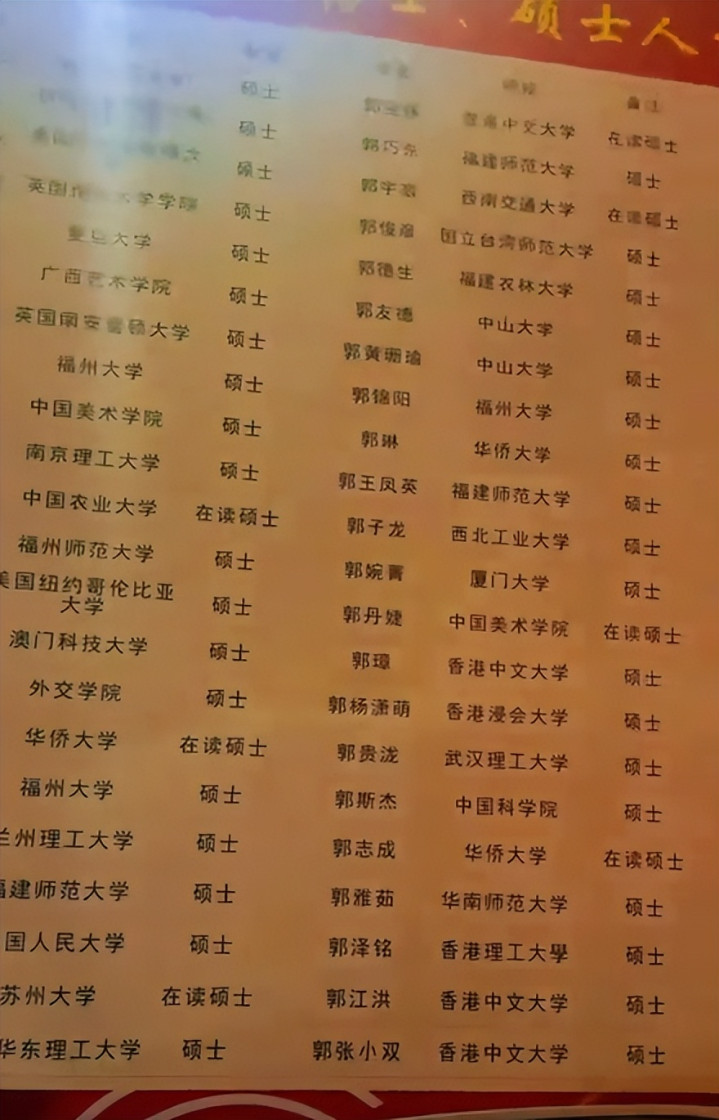 硕士人
硕士 香港中文大学 在读硕士
硕士 福建师范大学 硕士
硕士 西南交通大学 在读硕士
英国 硕士 国立台湾师范大学 硕士
复旦大学 硕士 郭德生 福建农林大学 硕士
广西艺术学院 硕士 郭友德 中山大学 硕士
英国南安普顿大学 硕士 郭黄珊瑜 中山大学 硕士
福州大学 硕士 郭锦阳 福州大学 硕士
中国美术学院 硕士 郭琳 华侨大学 硕士
南京理工大学 硕士 郭王凤英 福建师范大学 硕士
中国农业大学 在读硕士 郭子龙 西北工业大学 硕士
福州师范大学 硕士 郭婉菁 厦门大学 硕士
美国纽约哥伦比亚
大学 硕士 郭丹婕 中国美术学院 在读硕士
澳门科技大学 硕士 郭璋 香港中文大学 硕士
外交学院 硕士 郭杨潇萌 香港浸会大学 硕士
华侨大学 在读硕士 郭贵泷 武汉理工大学 硕士
福州大学 硕士 郭斯杰 中国科学院 硕士
兰州理工大学 硕士 郭志成 华侨大学 在读硕士
福建师范大学 硕士 郭雅茹 华南师范大学 硕士
国人民大学 硕士 郭泽铭 香港理工大學 硕士
苏州大学 在读硕士 郭江洪 香港中文大学 硕士
华东理工大学 硕士 郭张小双 香港中文大学 硕士